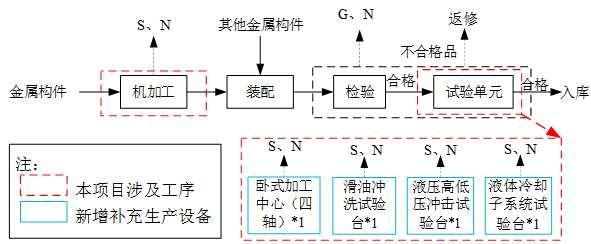 S、N
其他金属构件
G、N
返修
不合格品
金属构件
机加工
装配
检验
合格
试验单元
合格
入库
注：
本项目涉及工序
新增补充生产设备
S、N
S、N
S、N
S、N
卧式加工
中心（四
轴）*1
滑油冲
洗试验
台*1
液压高低
压冲击试
验台*1
液体冷却
子系统试
验台*1